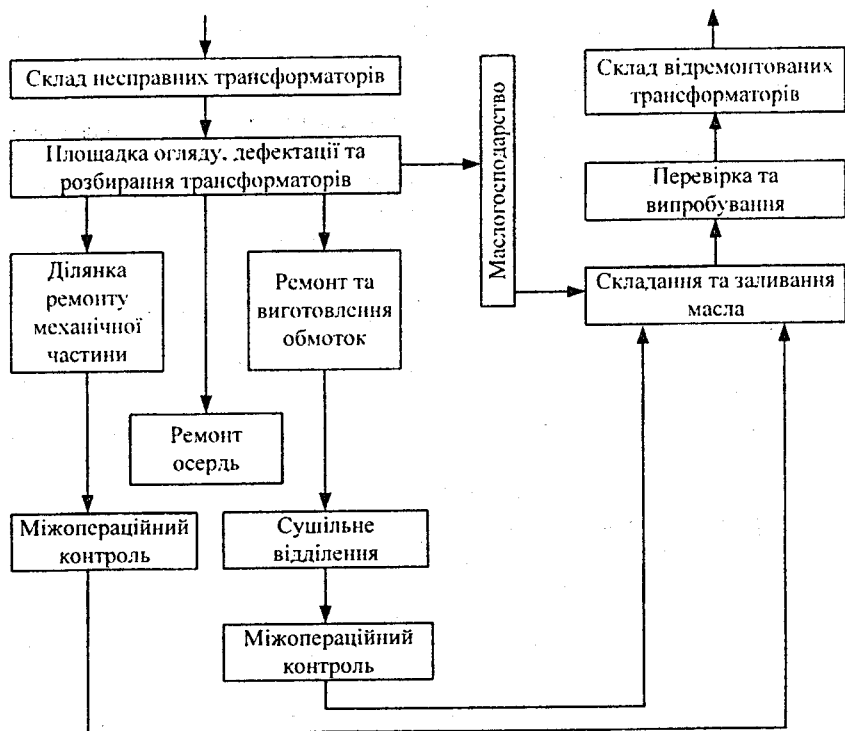 Склад несправних трансформаторів
Площадка огляду, дефектації та
розбирання трансформаторів
Ділянка
ремонту
механічної
частини
Ремонт та
виготовлення
обмоток
Ремонт
осердь
Міжопераційний
контроль
Сушільне
відділення
Міжопераційний
контроль
Маслогосподарство
Склад відремонтованих
трансформаторів
Перевірка та
випробування
Складання та заливання
масла